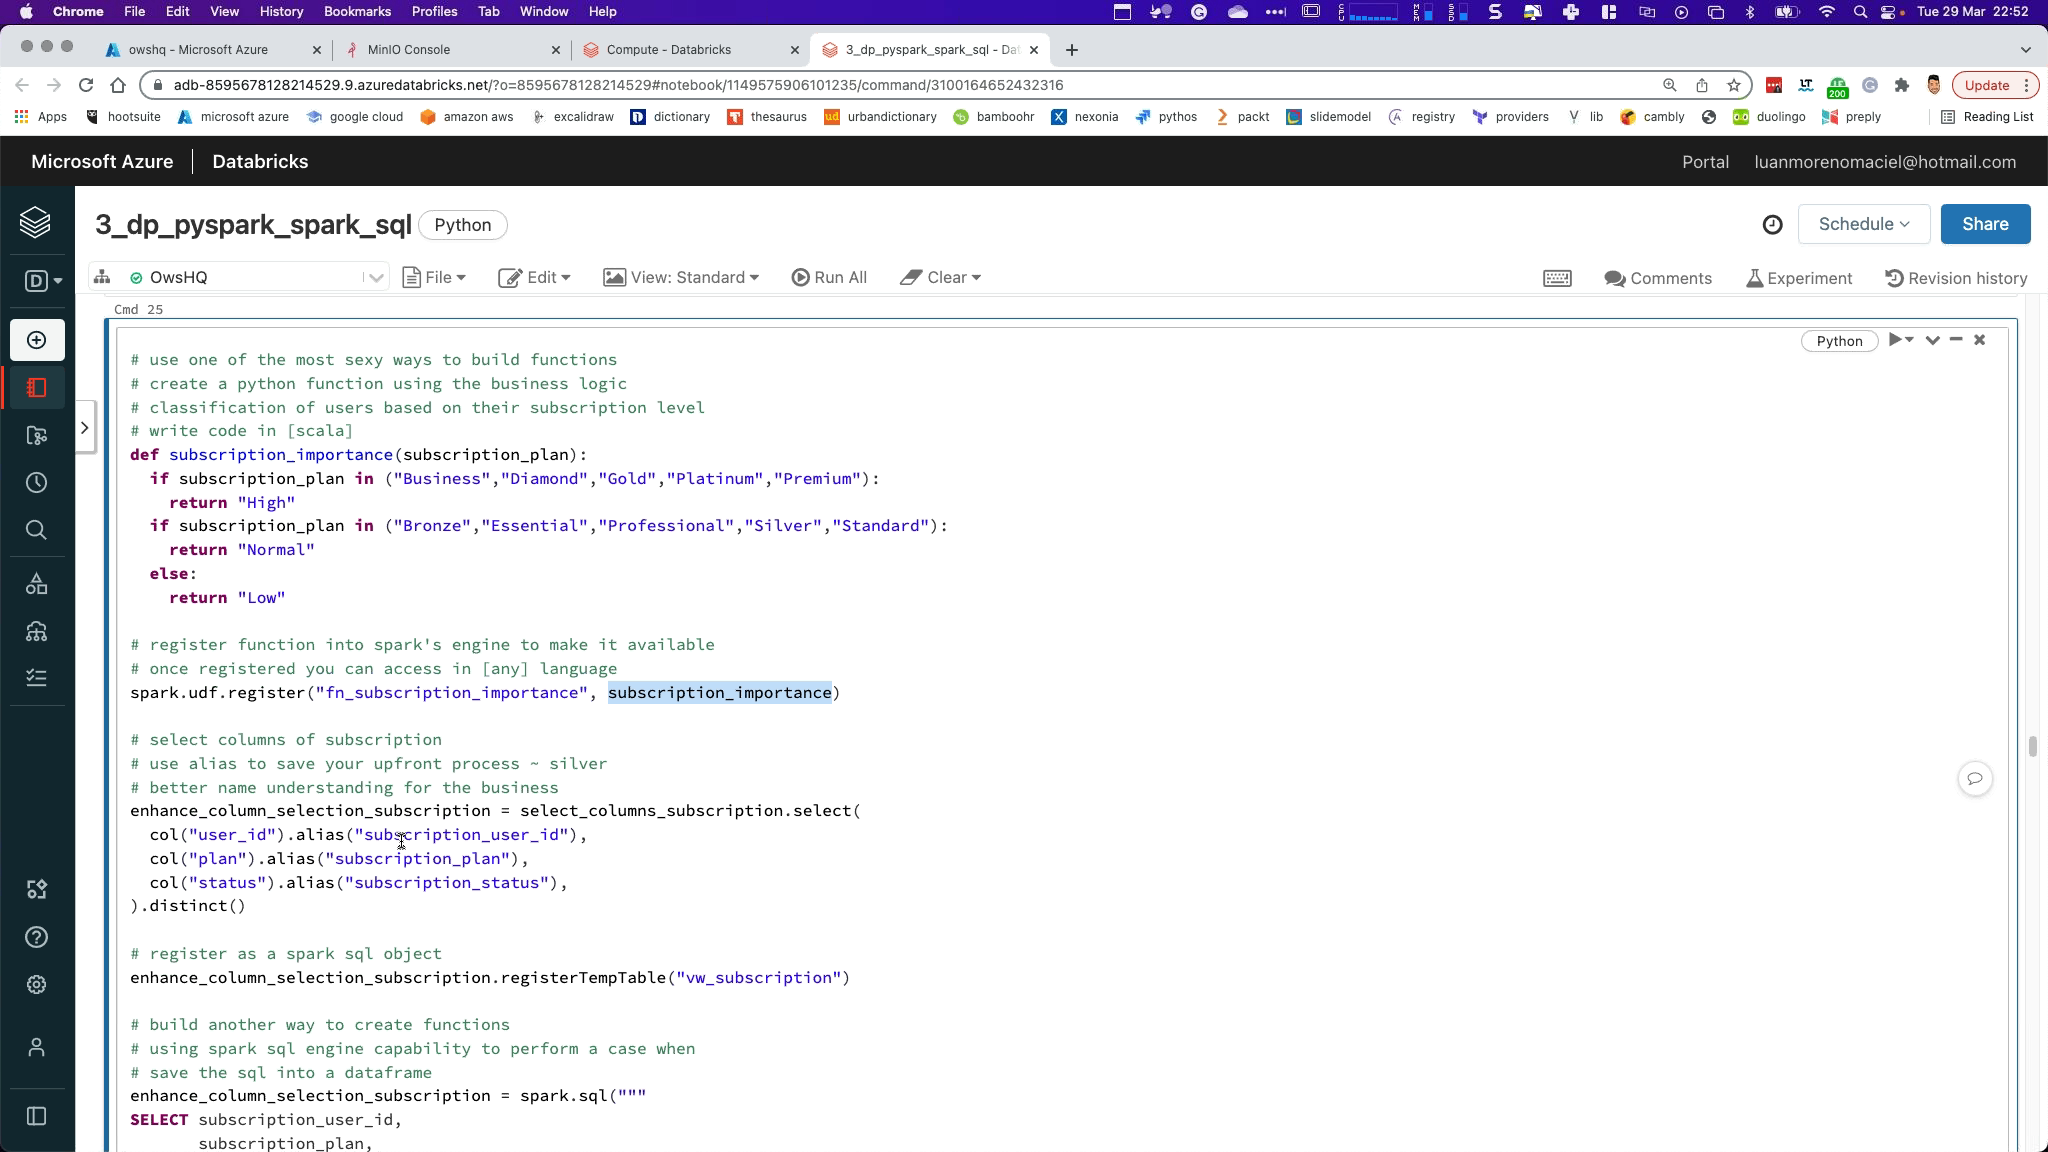 Chrome File Edit View History Bookmarks Profiles Tab Window Help Tue 29 Mar 22:52
owshq - Microsoft Azure MinIO Console Compute - Databricks 3_dp_pyspark_spark_sql - Dat
adb-8595678128214529.9.azuredatabricks.net/?o=8595678128214529#notebook/1149575906101235/command/3100164652432316 200 Update
Apps hootsuite microsoft azure google cloud amazon aws excalidraw dictionary thesaurus urbandictionary bamboohr nexonia pythos packt slidemodel registry providers lib cambly duolingo preply Reading List
Microsoft Azure Databricks Portal luanmorenomaciel@hotmail.com
3_dp_pyspark_spark_sql Python Schedule Share
OwsHQ File Edit View: Standard Run All Clear Comments Experiment Revision history
Cmd 25
Python
# use one of the most sexy ways to build functions
# create a python function using the business logic
# classification of users based on their subscription level
# write code in [scala]
def subscription_importance(subscription_plan):
if subscription_plan in ("Business","Diamond","Gold","Platinum","Premium"):
return "High"
if subscription_plan in ("Bronze","Essential","Professional","Silver","Standard"):
return "Normal"
else:
return "Low"
# register function into spark's engine to make it available
# once registered you can access in [any] language
spark.udf.register("fn_subscription_importance", subscription_importance)
# select columns of subscription
# use alias to save your upfront process ~ silver
# better name understanding for the business
enhance_column_selection_subscription = select_columns_subscription.select(
col("user_id").alias("subscription_user_id"),
col("plan").alias("subscription_plan"),
col("status").alias("subscription_status"),
).distinct()
# register as a spark sql object
enhance_column_selection_subscription.registerTempTable("vw_subscription")
# build another way to create functions
# using spark sql engine capability to perform a case when
# save the sql into a dataframe
enhance_column_selection_subscription = spark.sql("""
SELECT subscription_user_id,
subscription_plan,